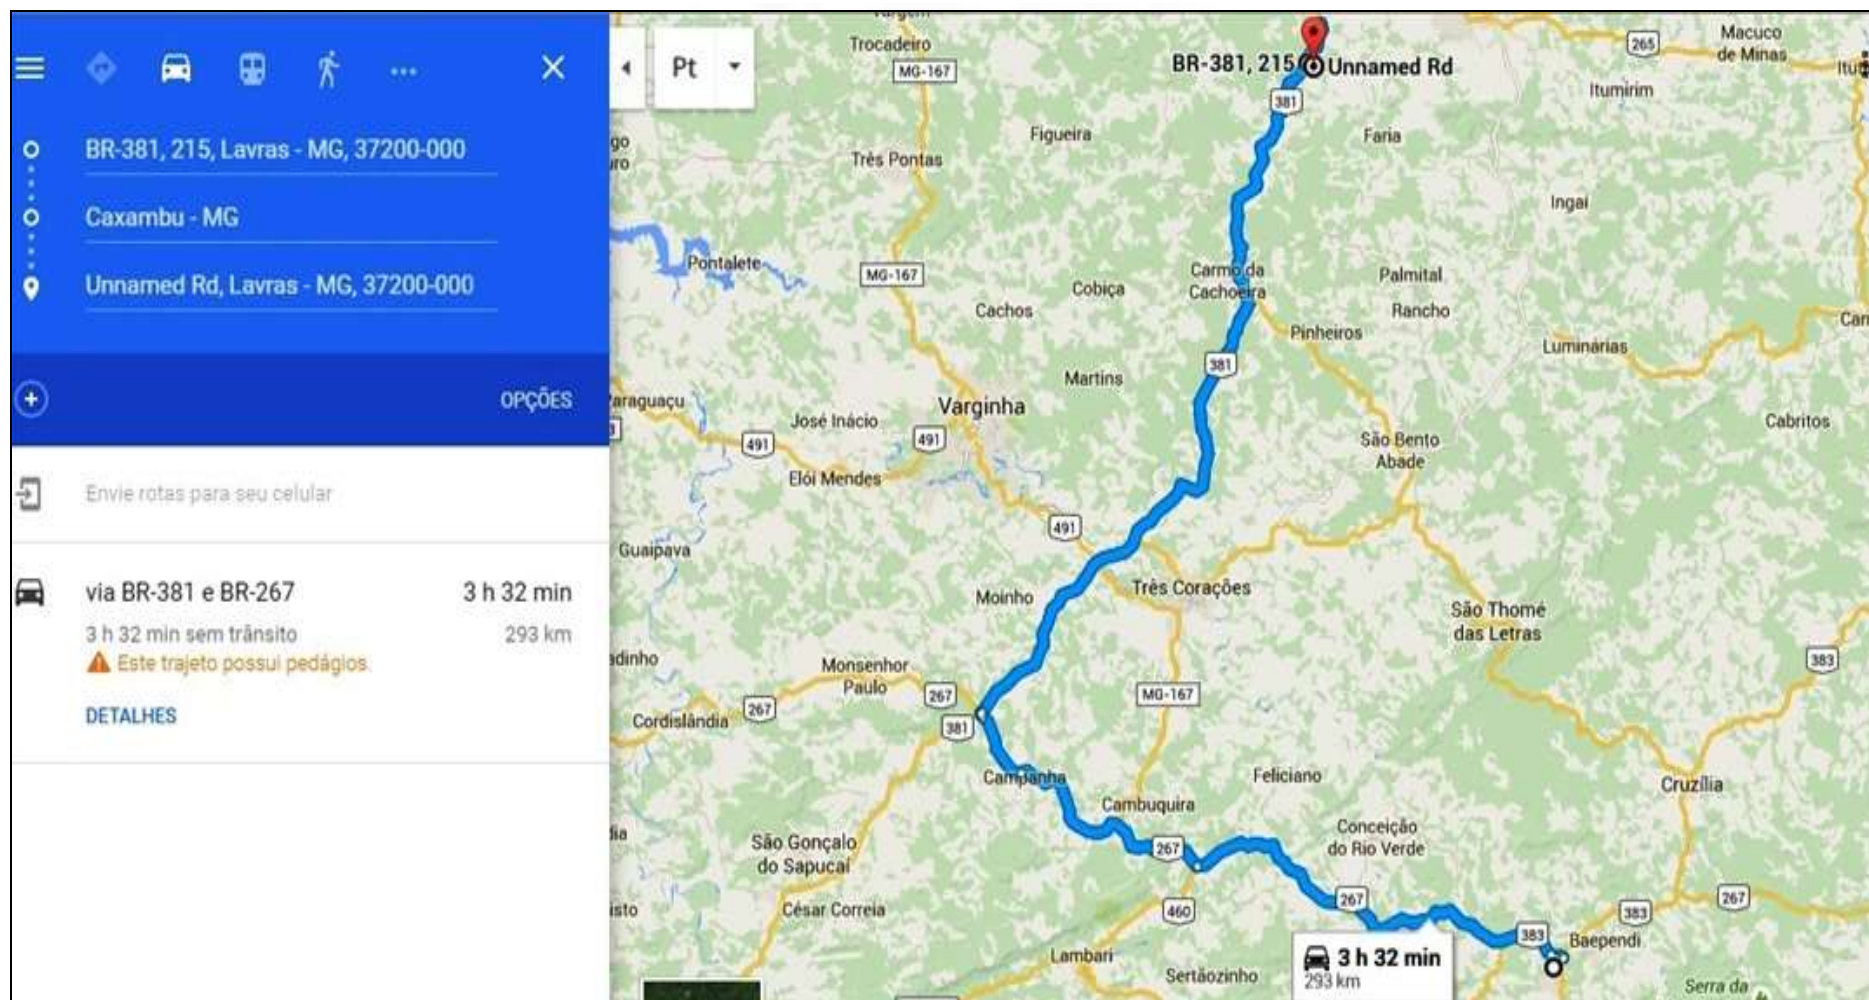 BR-381, 215, Lavras - MG, 37200-000
Caxambu - MG
Unnamed Rd, Lavras - MG, 37200-000
OPÇÕES
Envie rotas para seu celular
via BR-381 e BR-267
3 h 32 min
3 h 32 min sem trânsito
293 km
Este trajeto possui pedágios.
DETALHES
Pt
Trocadeiro
MG-167
BR-381, 215
Unnamed Rd
265
Macuco
de Minas
381
Itumirim
Figueira
Faria
Três Pontas
Ingaí
Pontalete
MG-167
Carmo da
Cachoeira
Palmital
Cobiça
Cachos
Rancho
Pinheiros
Luminárias
381
Martins
Varginha
José Inácio
491
491
Cabritos
São Bento
Abade
Elói Mendes
491
Guaipava
Moinho
Três Corações
São Thomé
das Letras
383
Monsenhor
Paulo
267
MG-167
267
Cordislândia
381
Campanha
Feliciano
Cruzília
Cambuquira
São Gonçalo
do Sapucaí
267
Conceição
do Rio Verde
César Correia
460
267
383
267
383
Baependi
Lambari
3 h 32 min
293 km
Sertãozinho
Serra da